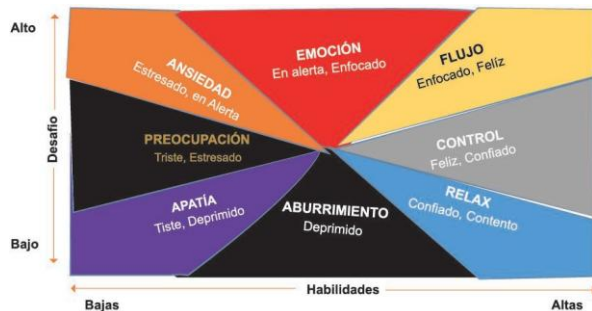 Alto
EMOCIÓN
En alerta, Enfocado
FLUJO
Enfocado, Felíz
ANSIEDAD
Estresado, en Alerta
Desafio
PREOCUPACIÓN
Triste, Estresado
CONTROL
Feliz, Confiado
APATÍA
Tiste, Deprimido
ABURRIMIENTO
Deprimido
RELAX
Confiado, Contento
Bajo
Habilidades
Bajas
Altas